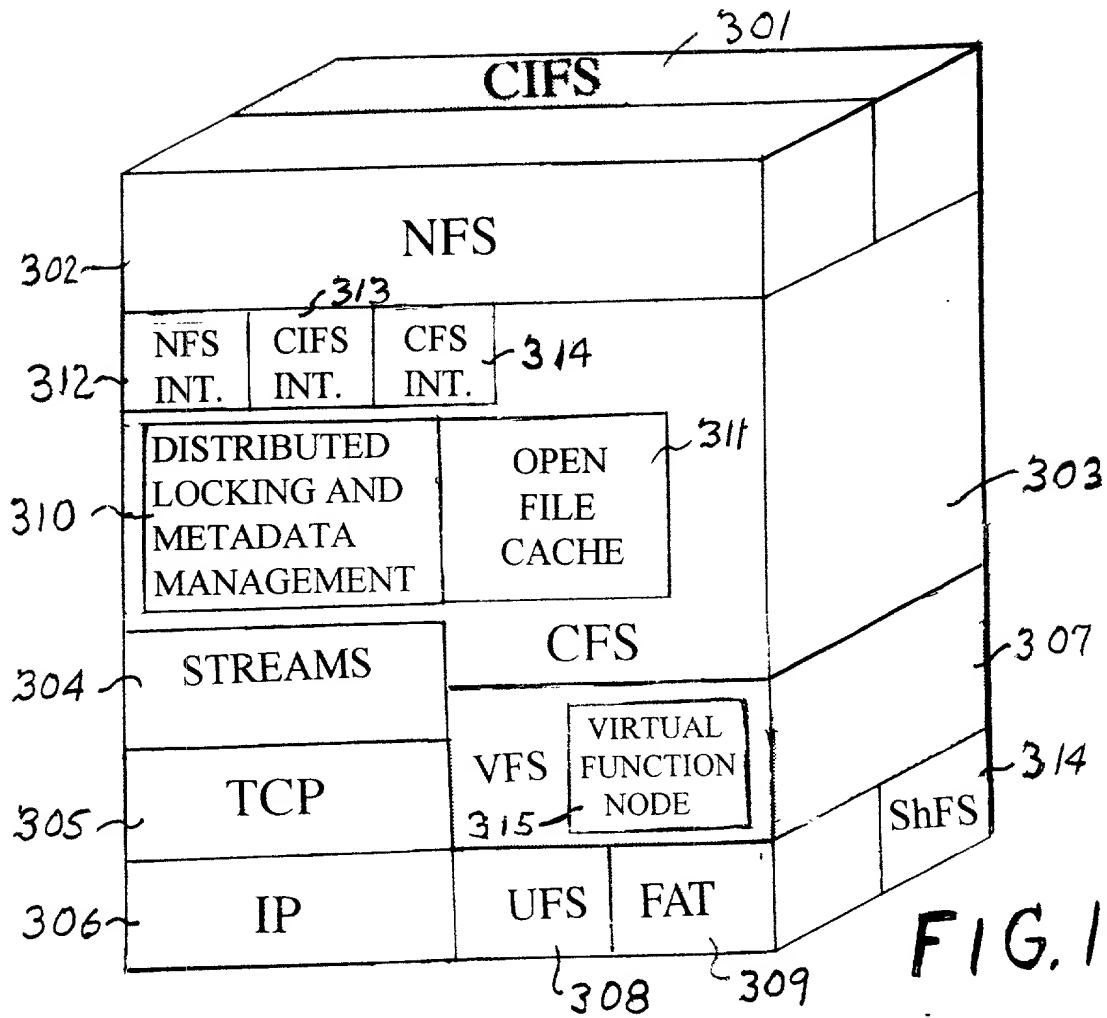 301
CIFS
NFS
302
313
NFS INT.
CIFS INT.
CFS INT.
314
312
311
DISTRIBUTED
LOCKING AND
METADATA
MANAGEMENT
OPEN
FILE
CACHE
303
310
CFS
STREAMS
307
304
VFS
VIRTUAL
FUNCTION
NODE
314
TCP
315
ShFS
305
IP
UFS
FAT
306
FIG. 1
308
309